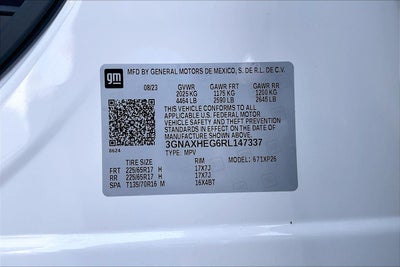 gm
MFD BY GENERAL MOTORS DE MEXICO, S. DE R.L. DE C.V.
08/23 GVWR GAWR FRT GAWR RR
2025 KG 1175 KG 1200 KG
4464 LB 2590 LB 2645 LB
THIS VEHICLE CONFORMS TO ALL
APPLICABLE U.S. FEDERAL MOTOR
VEHICLE SAFETY AND THEFT
PREVENTION STANDARDS IN EFFECT
ON THE DATE OF MANUFACTURE
SHOWN ABOVE.
3GNAXHEG6RL147337
8624 TYPE: MPV 671XP26
TIRE SIZE RIM
FRT 225/65R17 H 17X7J
RR 225/65R17 H 17X7J
SPA T135/70R16 M 16X4BT